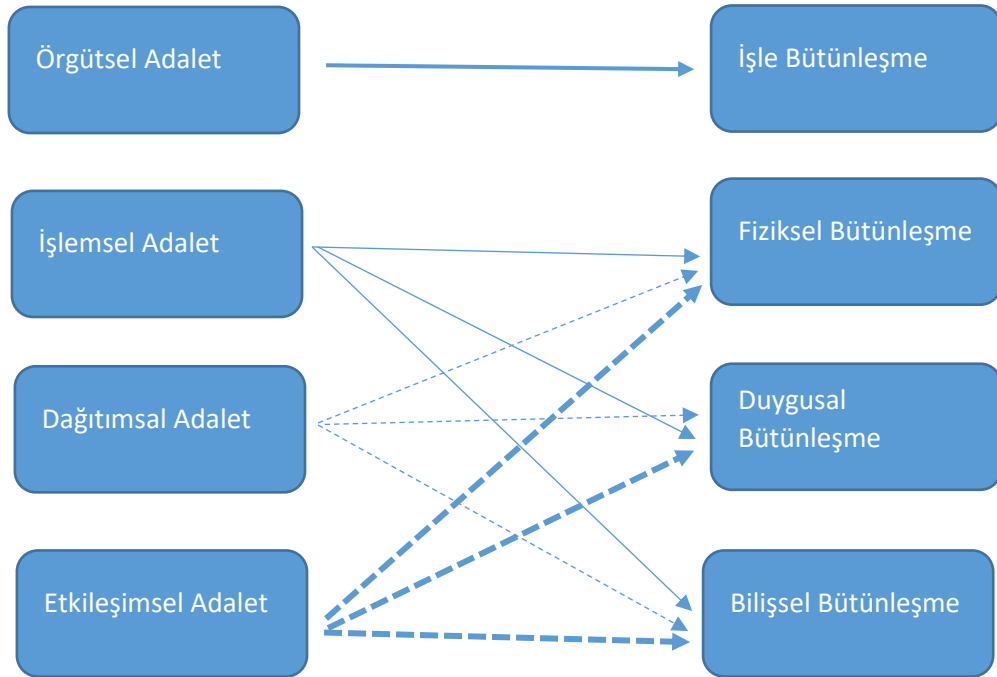 Örgütsel Adalet
İşle Bütünleşme
İşlemsel Adalet
Fiziksel Bütünleşme
Dağıtımsal Adalet
Duygusal
Bütünleşme
Etkileşimsel Adalet
Bilişsel Bütünleşme